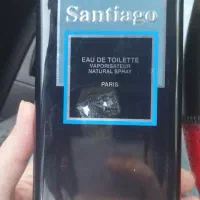 Santiago
EAU DE TOILETTE
VAPORISATEUR
NATURAL SPRAY
PARIS